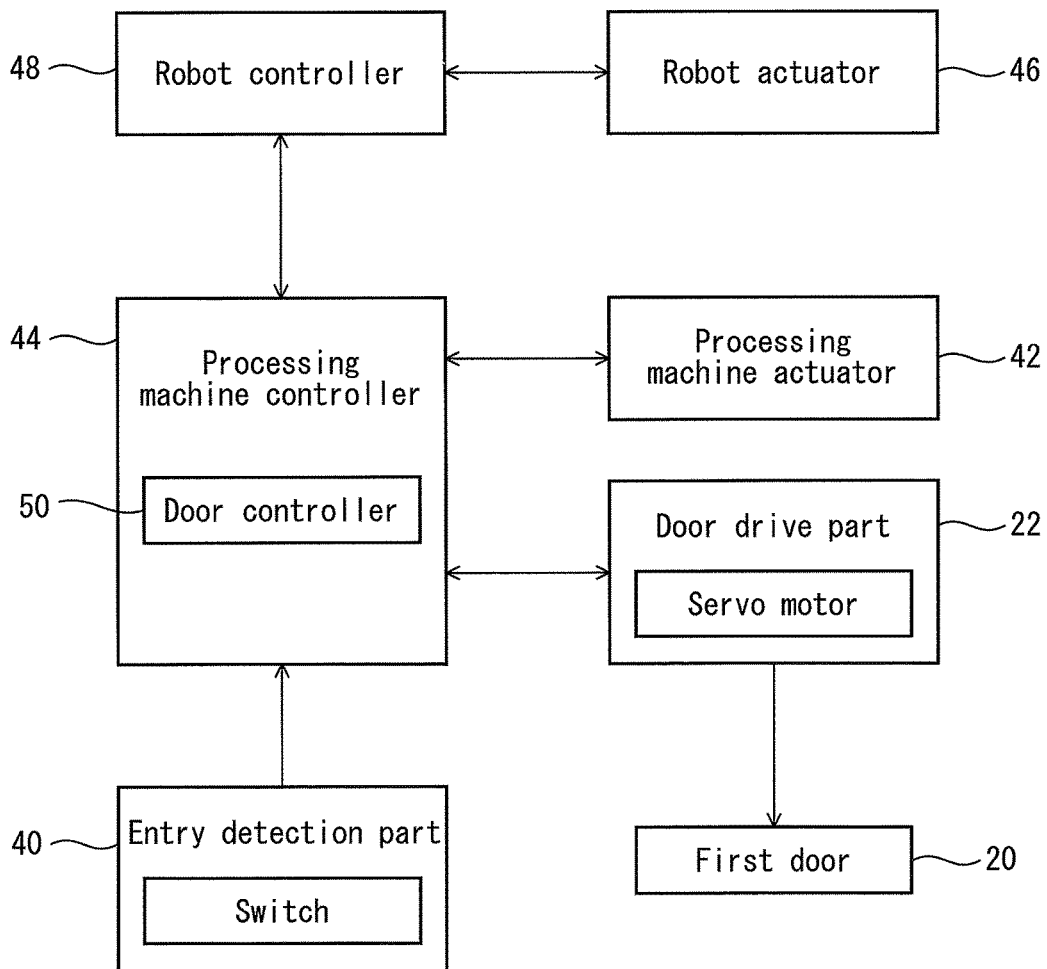 48
Robot controller
Robot actuator
46
44
Processing
machine controller
Processing
machine actuator
42
50
Door controller
Door drive part
22
Servo motor
40
Entry detection part
Switch
First door
20